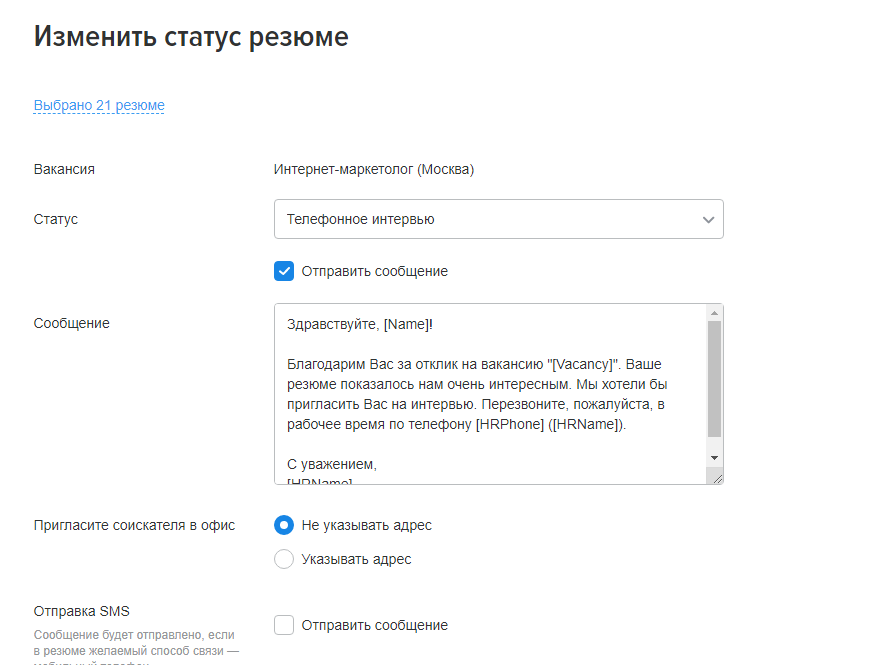 Изменить статус резюме
Выбрано 21 резюме
Вакансия
Интернет-маркетолог (Москва)
Статус
Телефонное интервью
Отправить сообщение
Сообщение
Здравствуйте, [Name]!
Благодарим Вас за отклик на вакансию "[Vacancy]". Ваше
резюме показалось нам очень интересным. Мы хотели бы
пригласить Вас на интервью. Перезвоните, пожалуйста, в
рабочее время по телефону [HRPhone] ([HRName]).
С уважением,
[HRName]
Пригласите соискателя в офис
Не указывать адрес
Указывать адрес
Отправка SMS
Отправить сообщение
Сообщение будет отправлено, если
в резюме желаемый способ связи —
мобильный телефон